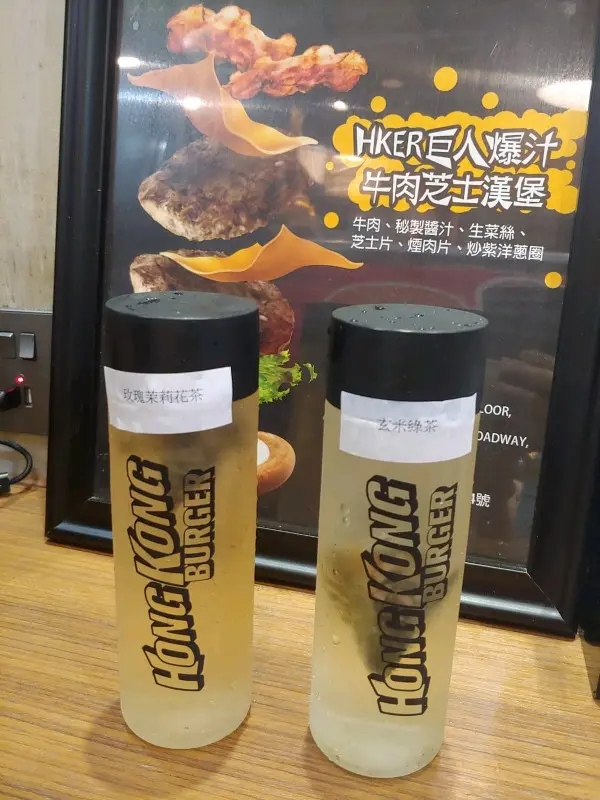 HKER巨人爆汁
牛肉芝士漢堡
牛肉、秘製醬汁、生菜絲、
芝士片、煙肉片、炒紫洋蔥圈
LOOR,
OADWAY,
4號
玫瑰茉莉花茶
HONG KONG
BURGER
玄米綠茶
HONG KONG
BURGER